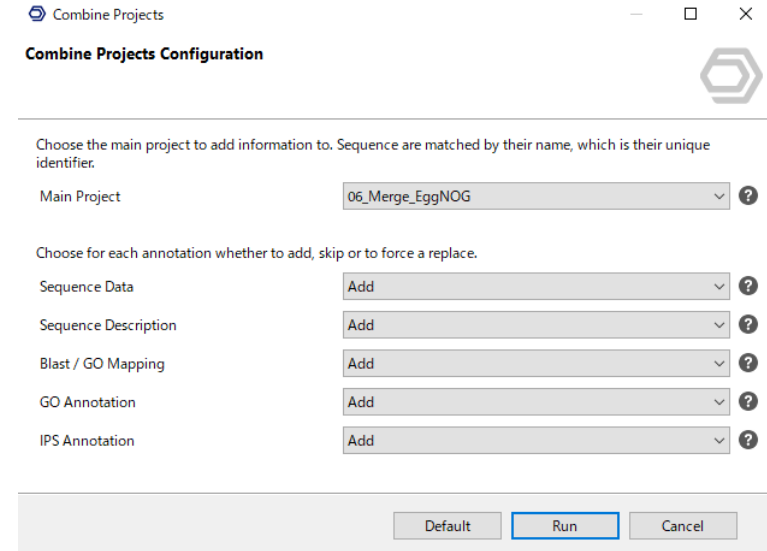 Combine Projects
Combine Projects Configuration
Choose the main project to add information to. Sequence are matched by their name, which is their unique
identifier.
Main Project
06_Merge_EggNOG
Choose for each annotation whether to add, skip or to force a replace.
Sequence Data
Add
Sequence Description
Add
Blast / GO Mapping
Add
GO Annotation
Add
IPS Annotation
Add
Default
Run
Cancel